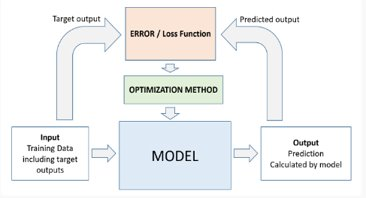 Target output
Predicted output
ERROR / Loss Function
OPTIMIZATION METHOD
Input
Training Data
including target
outputs
MODEL
Output
Prediction
Calculated by model